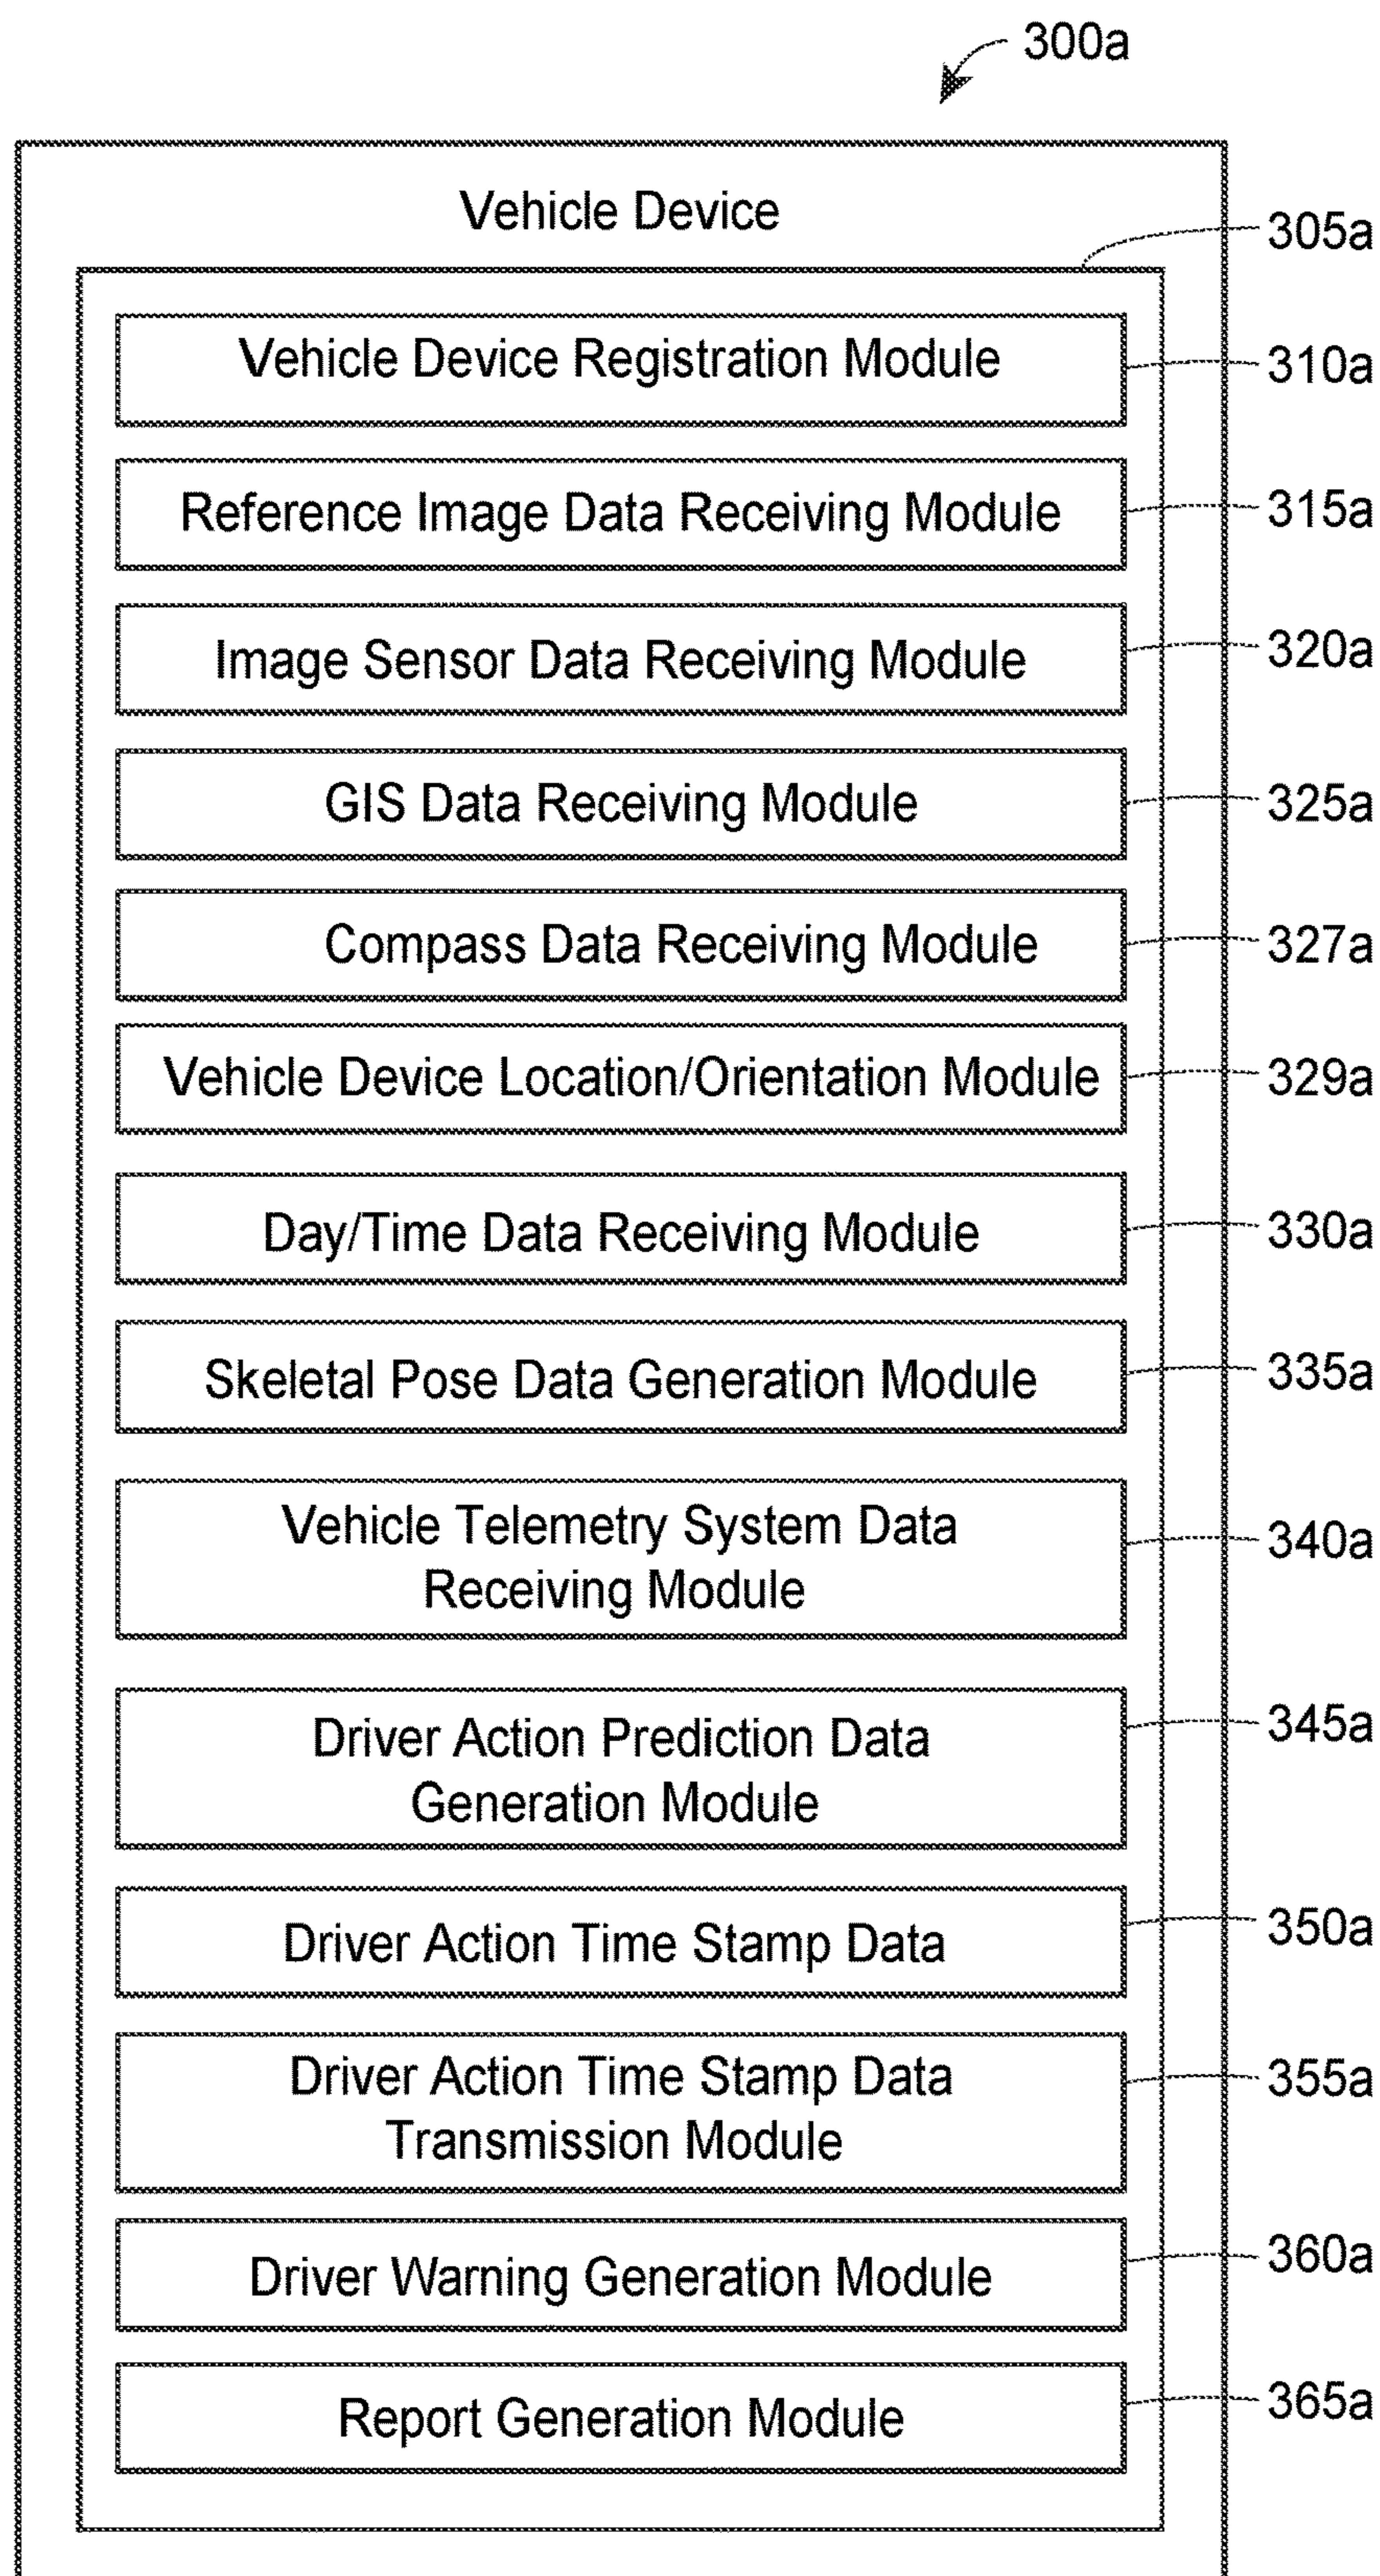 300a
Vehicle Device
305a
Vehicle Device Registration Module
310a
Reference Image Data Receiving Module
315a
Image Sensor Data Receiving Module
320a
GIS Data Receiving Module
325a
Compass Data Receiving Module
327a
Vehicle Device Location/Orientation Module
329a
Day/Time Data Receiving Module
330a
Skeletal Pose Data Generation Module
335a
Vehicle Telemetry System Data
Receiving Module
340a
Driver Action Prediction Data
Generation Module
345a
Driver Action Time Stamp Data
350a
Driver Action Time Stamp Data
Transmission Module
355a
Driver Warning Generation Module
360a
Report Generation Module
365a